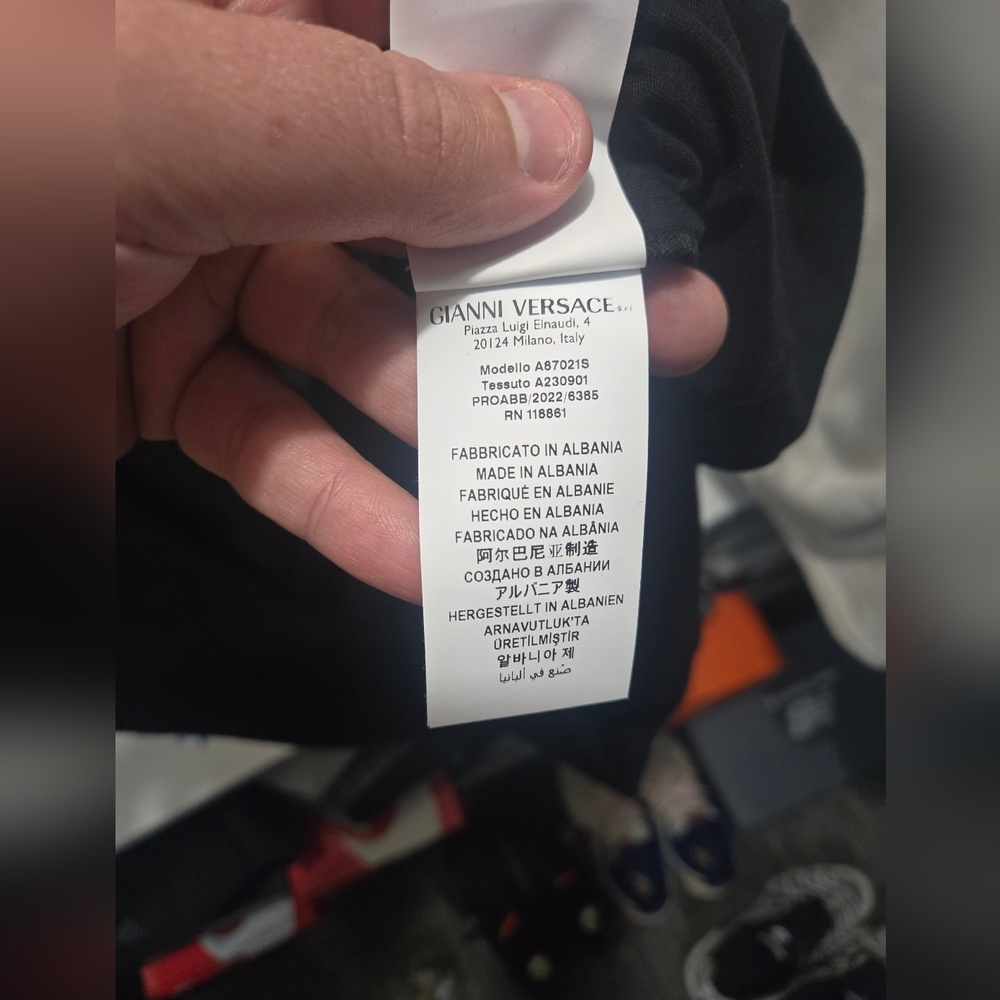 GIANNI VERSACE S.r.l
Piazza Luigi Einaudi, 4
20124 Milano, Italy
Modello A87021S
Tessuto A230901
PROABB/2022/6385
RN 118861
FABBRICATO IN ALBANIA
MADE IN ALBANIA
FABRIQUÉ EN ALBANIE
HECHO EN ALBANIA
FABRICADO NA ALBÂNIA
阿尔巴尼亚制造
СОЗДАНО В АЛБАНИИ
アルバニア製
HERGESTELLT IN ALBANIEN
ARNAVUTLUK'TA
ÜRETİLMİŞTİR
알바니아 제
صُنع في ألبانيا